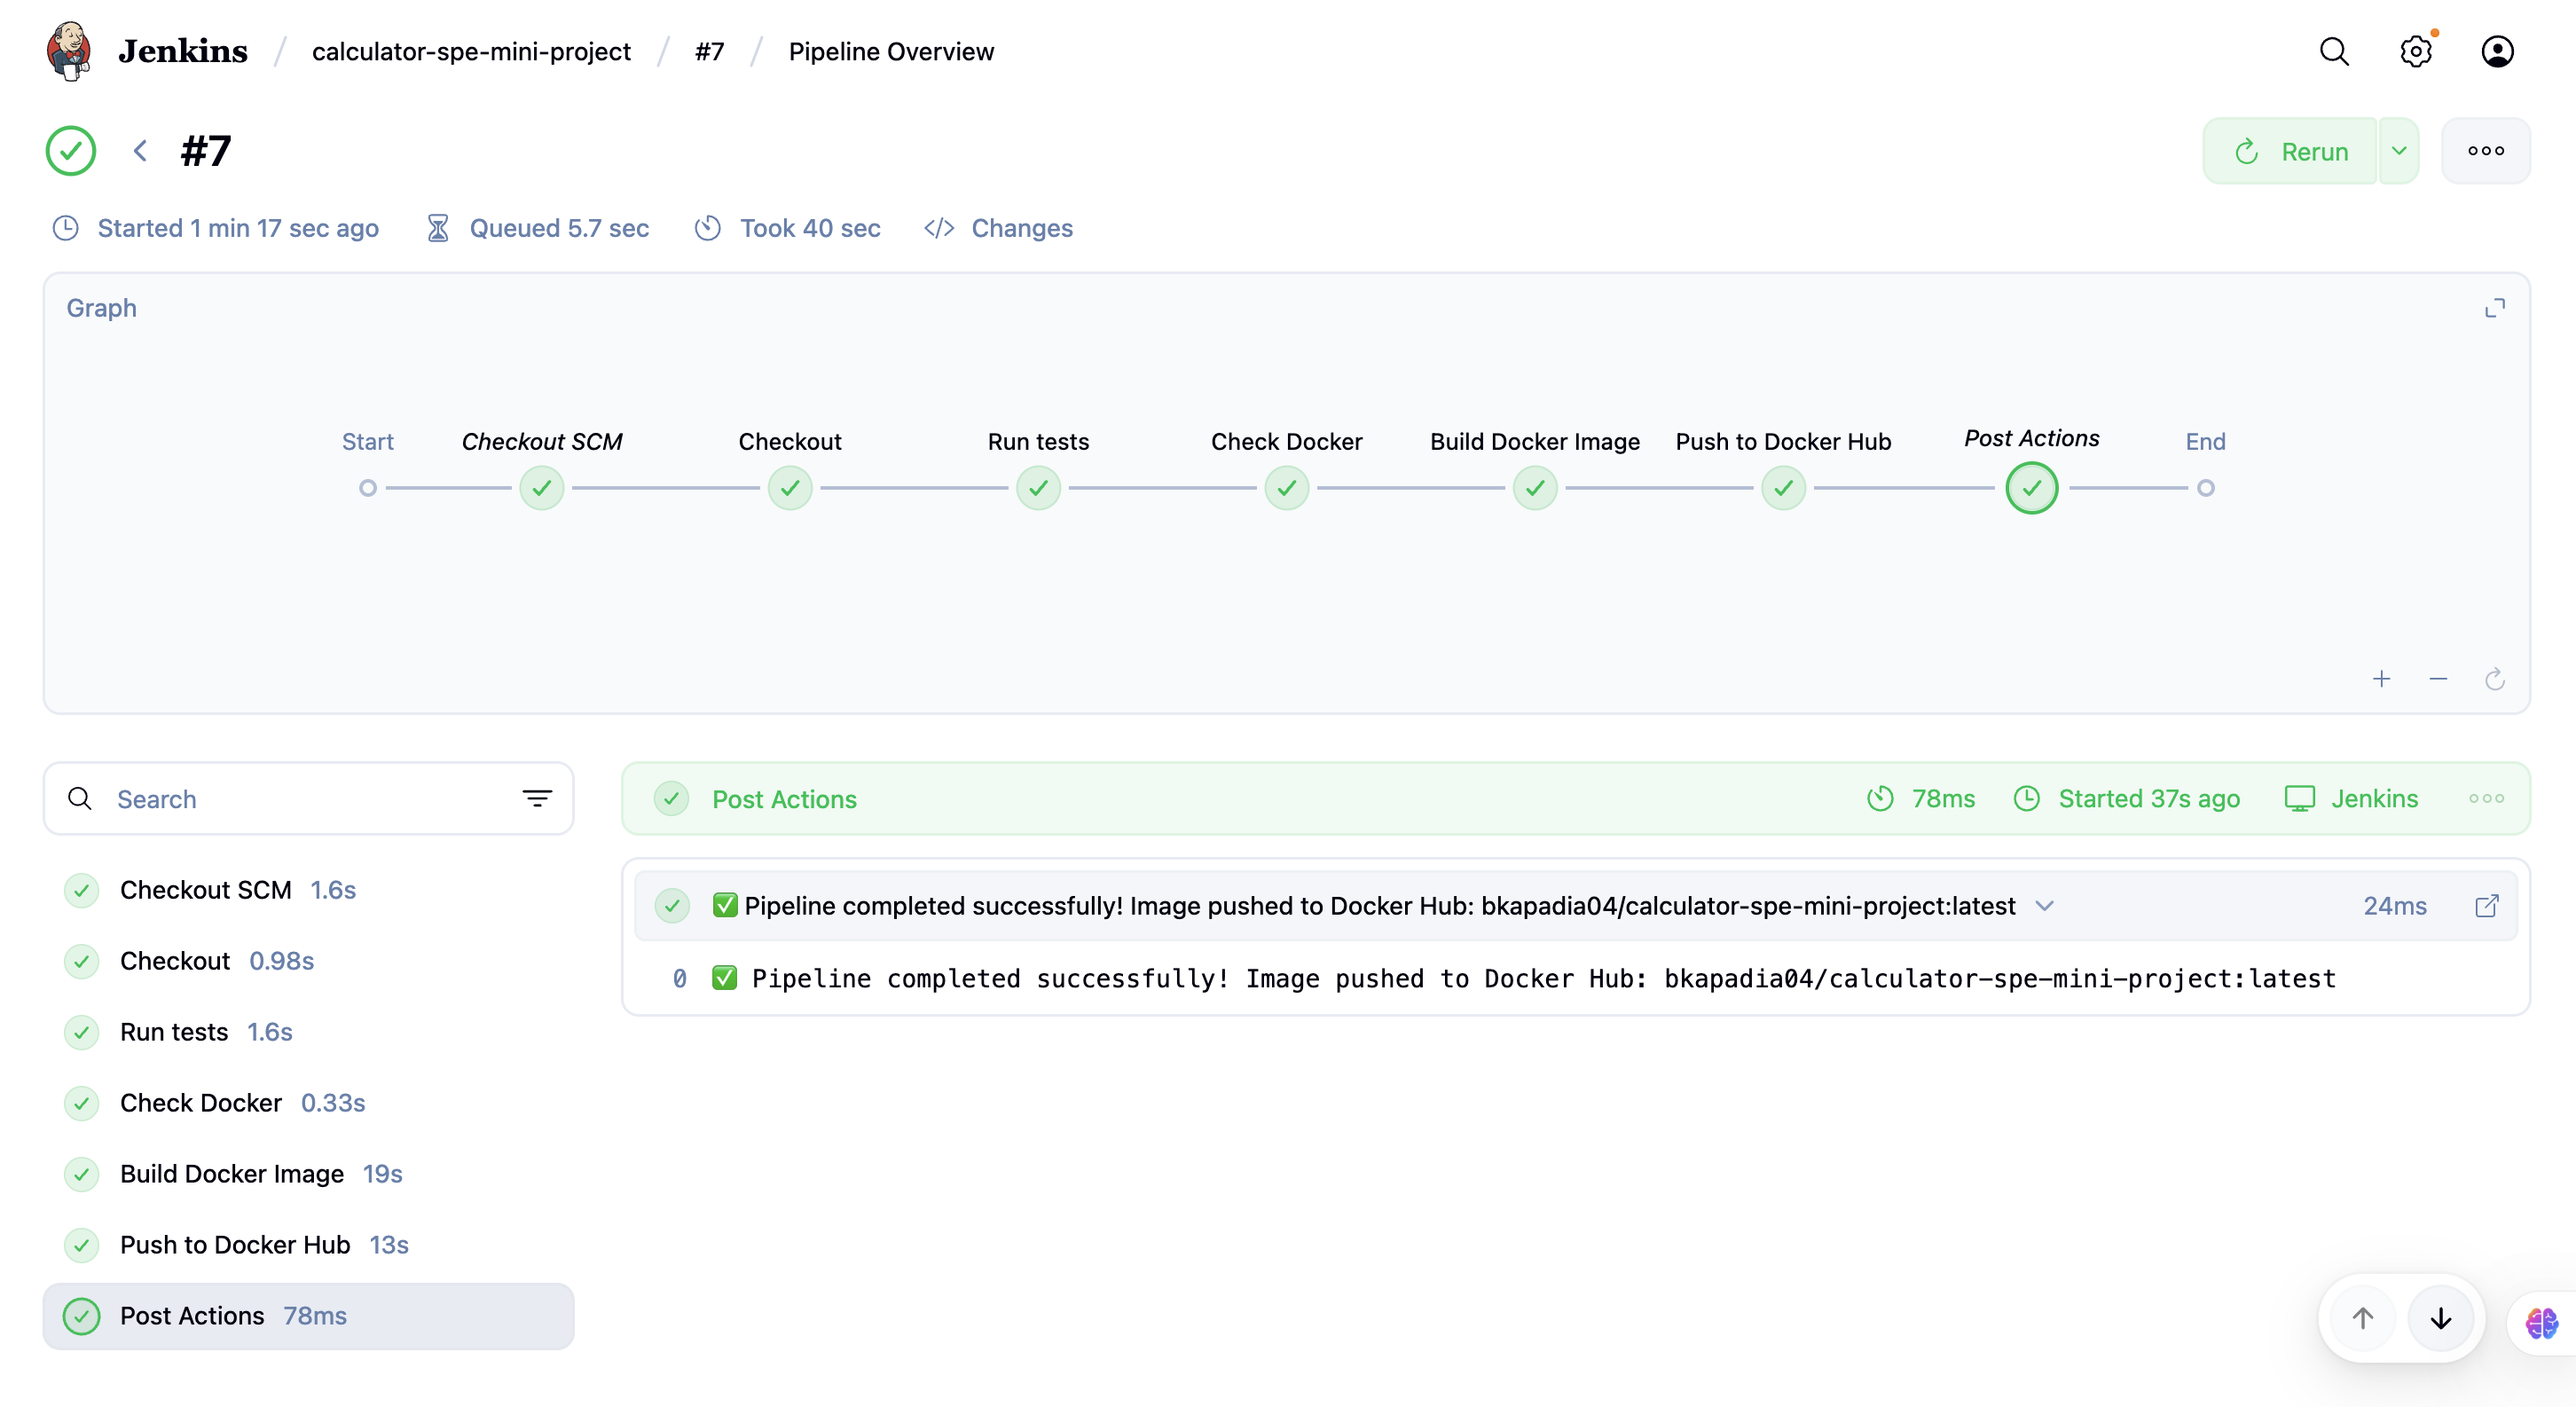 Jenkins / calculator-spe-mini-project / #7 / Pipeline Overview
#7
Rerun
Started 1 min 17 sec ago Queued 5.7 sec Took 40 sec </> Changes
Graph
Start Checkout SCM Checkout Run tests Check Docker Build Docker Image Push to Docker Hub Post Actions End
Search
Checkout SCM 1.6s
Checkout 0.98s
Run tests 1.6s
Check Docker 0.33s
Build Docker Image 19s
Push to Docker Hub 13s
Post Actions 78ms
Post Actions 78ms Started 37s ago Jenkins
✅ Pipeline completed successfully! Image pushed to Docker Hub: bkapadia04/calculator-spe-mini-project:latest 24ms
0 ✅ Pipeline completed successfully! Image pushed to Docker Hub: bkapadia04/calculator-spe-mini-project:latest